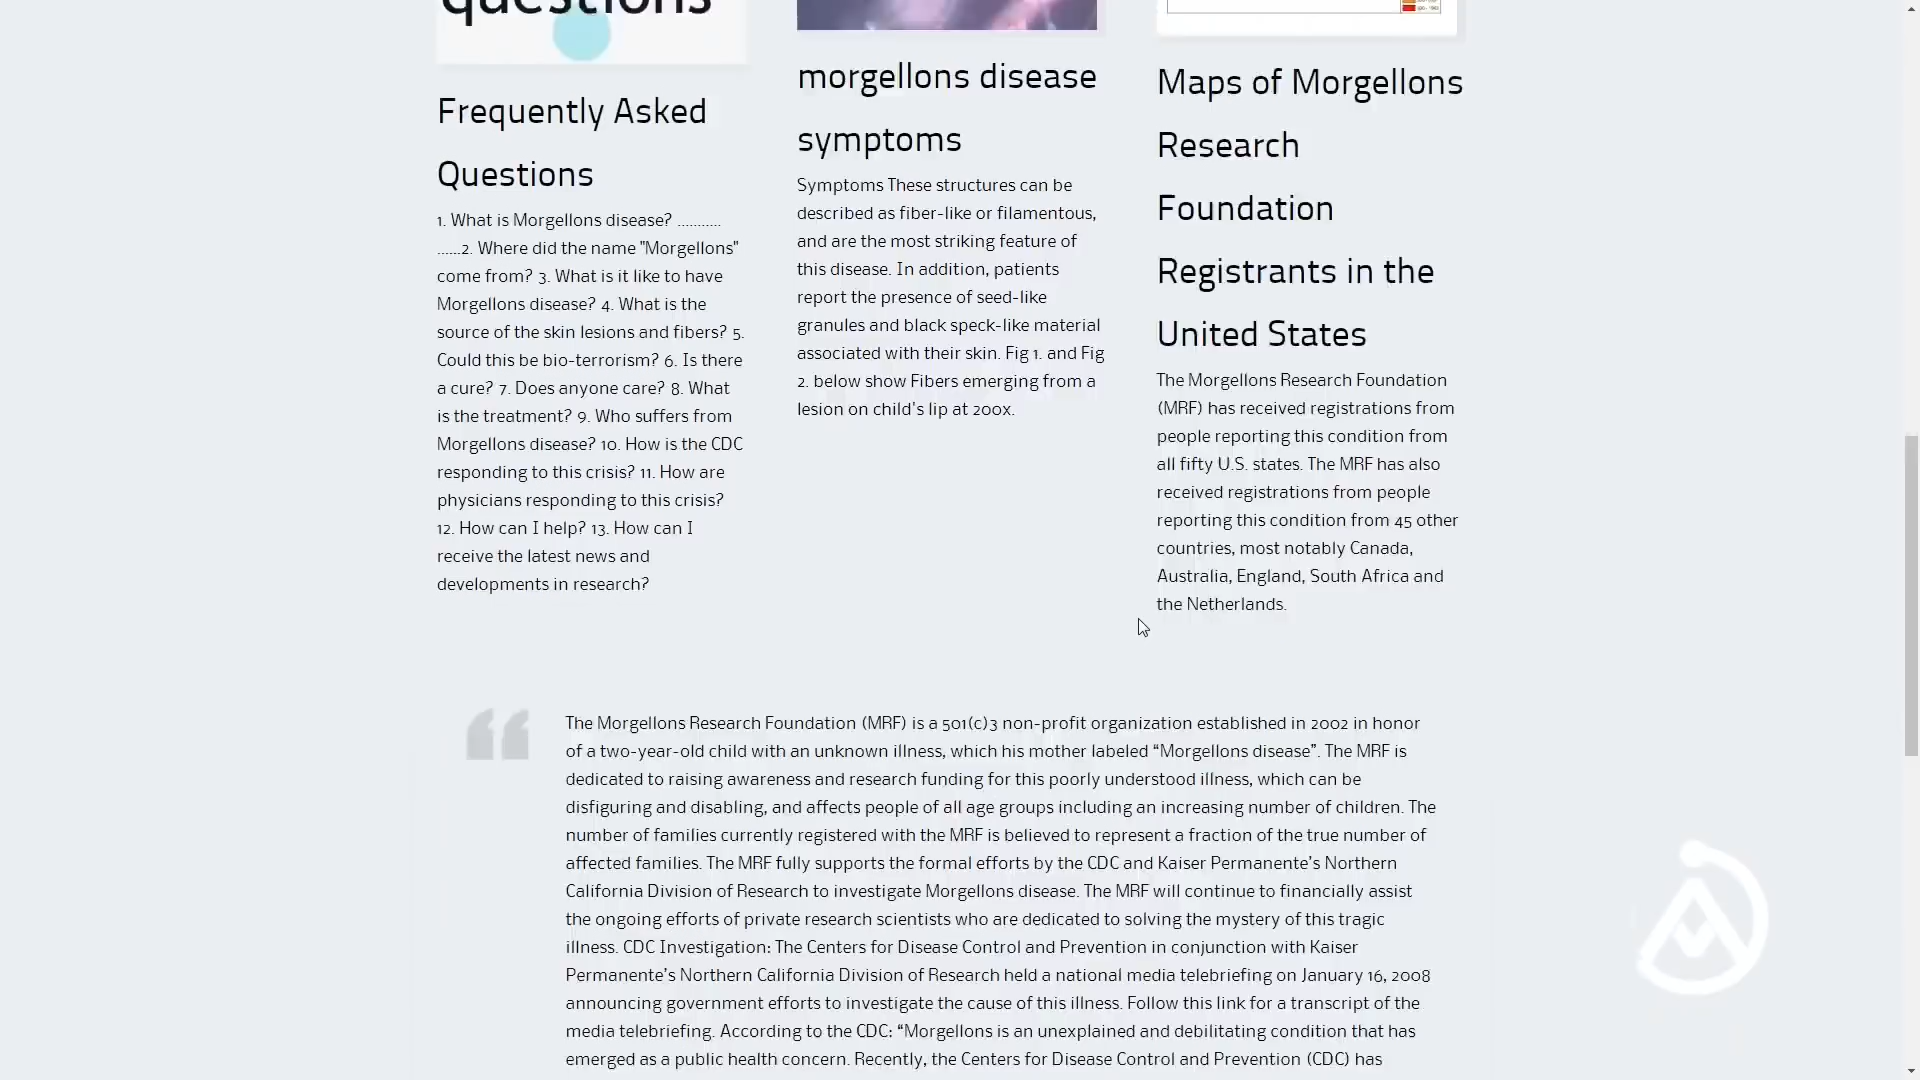 questions
Frequently Asked
Questions
1. What is Morgellons disease? ...........
......2. Where did the name "Morgellons"
come from? 3. What is it like to have
Morgellons disease? 4. What is the
source of the skin lesions and fibers? 5.
Could this be bio-terrorism? 6. Is there
a cure? 7. Does anyone care? 8. What
is the treatment? 9. Who suffers from
Morgellons disease? 10. How is the CDC
responding to this crisis? 11. How are
physicians responding to this crisis?
12. How can I help? 13. How can I
receive the latest news and
developments in research?
morgellons disease
symptoms
Symptoms These structures can be
described as fiber-like or filamentous,
and are the most striking feature of
this disease. In addition, patients
report the presence of seed-like
granules and black speck-like material
associated with their skin. Fig 1. and Fig
2. below show Fibers emerging from a
lesion on child's lip at 200x.
Maps of Morgellons
Research
Foundation
Registrants in the
United States
The Morgellons Research Foundation
(MRF) has received registrations from
people reporting this condition from
all fifty U.S. states. The MRF has also
received registrations from people
reporting this condition from 45 other
countries, most notably Canada,
Australia, England, South Africa and
the Netherlands.
The Morgellons Research Foundation (MRF) is a 501(c)3 non-profit organization established in 2002 in honor
of a two-year-old child with an unknown illness, which his mother labeled “Morgellons disease”. The MRF is
dedicated to raising awareness and research funding for this poorly understood illness, which can be
disfiguring and disabling, and affects people of all age groups including an increasing number of children. The
number of families currently registered with the MRF is believed to represent a fraction of the true number of
affected families. The MRF fully supports the formal efforts by the CDC and Kaiser Permanente’s Northern
California Division of Research to investigate Morgellons disease. The MRF will continue to financially assist
the ongoing efforts of private research scientists who are dedicated to solving the mystery of this tragic
illness. CDC Investigation: The Centers for Disease Control and Prevention in conjunction with Kaiser
Permanente’s Northern California Division of Research held a national media telebriefing on January 16, 2008
announcing government efforts to investigate the cause of this illness. Follow this link for a transcript of the
media telebriefing. According to the CDC: “Morgellons is an unexplained and debilitating condition that has
emerged as a public health concern. Recently, the Centers for Disease Control and Prevention (CDC) has